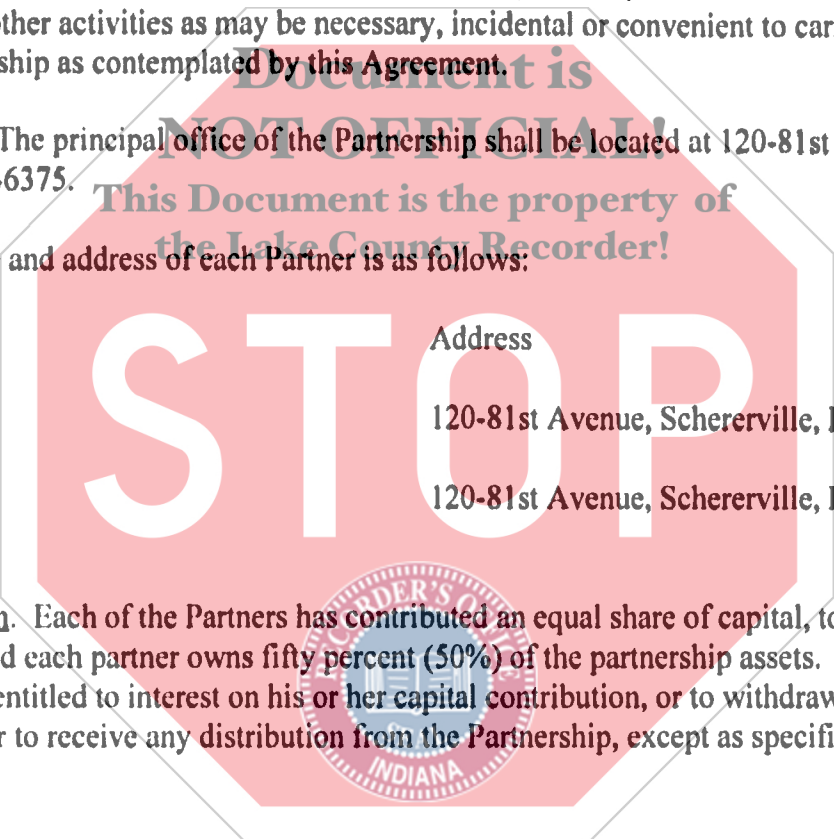 other activities as may be necessary, incidental or convenient to car
ship as contemplated by this Agreement.
Document is
The principal office of the Partnership shall be located at 120-81st
NOT OFFICIAL!
-6375.
This Document is the property of
the Lake County Recorder!
and address of each Partner is as follows:
STOP
Address
120-81st Avenue, Schererville,
120-81st Avenue, Schererville,
Each of the Partners has contributed an equal share of capital, to
d each partner owns fifty percent (50%) of the partnership assets.
entitled to interest on his or her capital contribution, or to withdraw
r to receive any distribution from the Partnership, except as specifi
RECORDER'S OFFICE
INDIANA